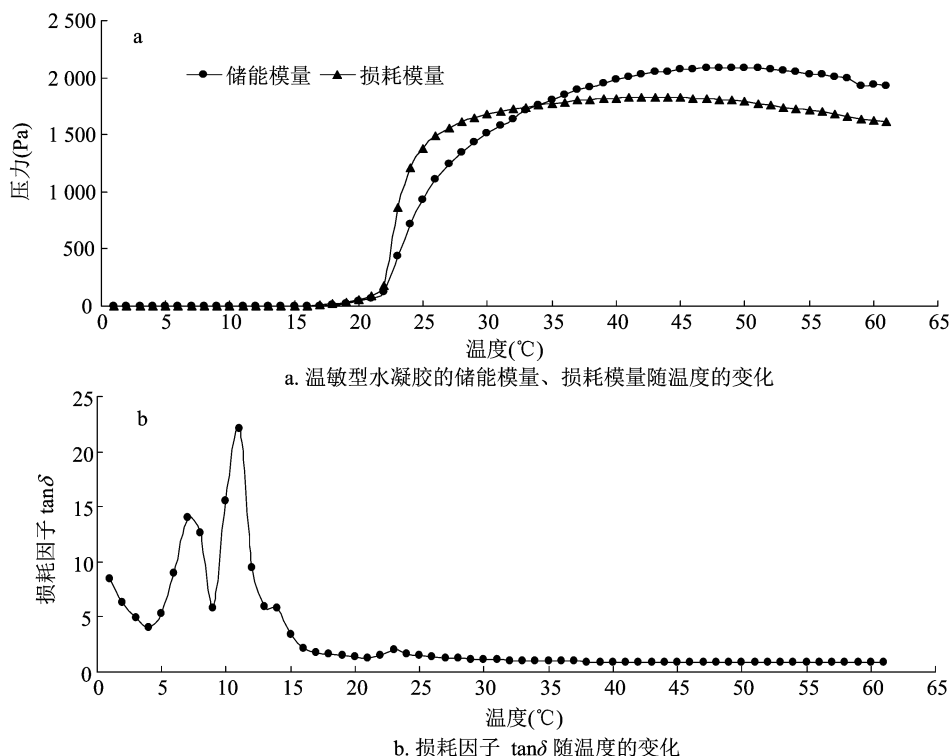 2 500
a
储能模量 损耗模量
2 000
1 500
压力(Pa)
1 000
500
0
0 5 10 15 20 25 30 35 40 45 50 55 60 65
温度(℃)
a. 温敏型水凝胶的储能模量、损耗模量随温度的变化
25
b
20
15
损耗因子 tanδ
10
5
0
0 5 10 15 20 25 30 35 40 45 50 55 60 65
温度(℃)
b. 损耗因子 tanδ 随温度的变化